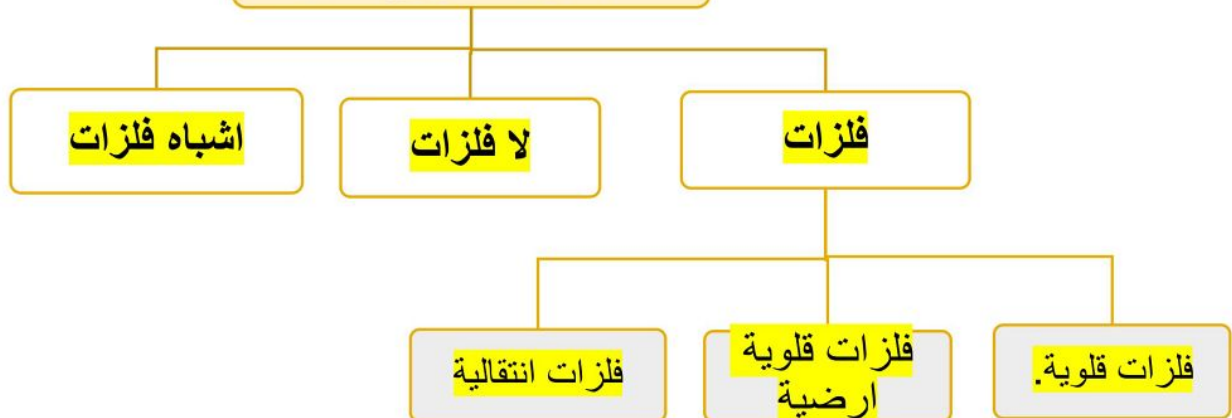 فلزات
لا فلزات
اشباه فلزات
فلزات قلوية.
فلزات قلوية
ارضية
فلزات انتقالية